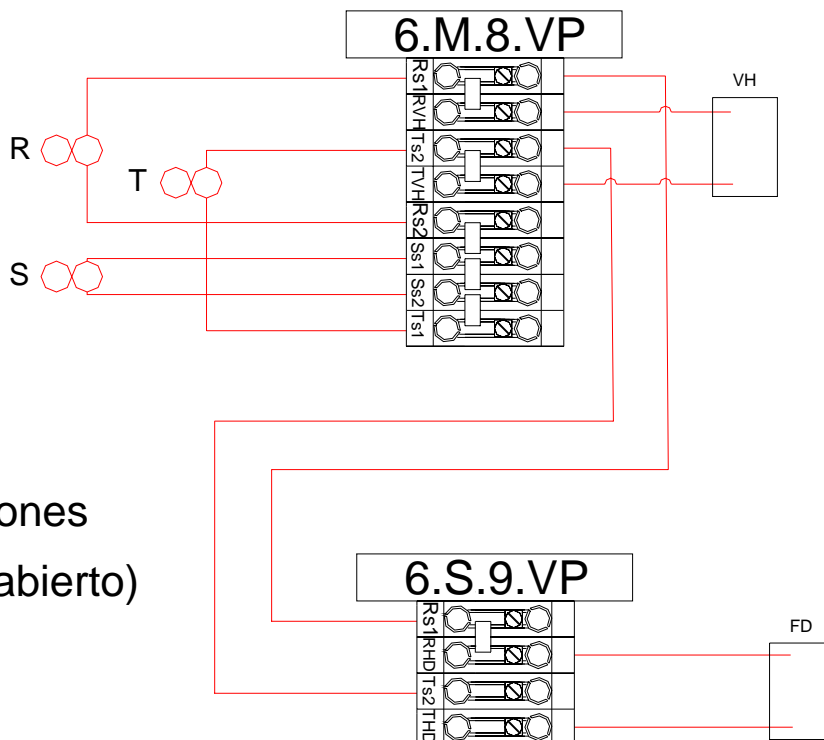 6.M.8.VP
Rs1
RVH
Ts2
TVH
Rs2
Ss1
Ss2
Ts1
VH
R
T
S
ones
abierto)
6.S.9.VP
Rs1
RHD
Ts2
THD
FD